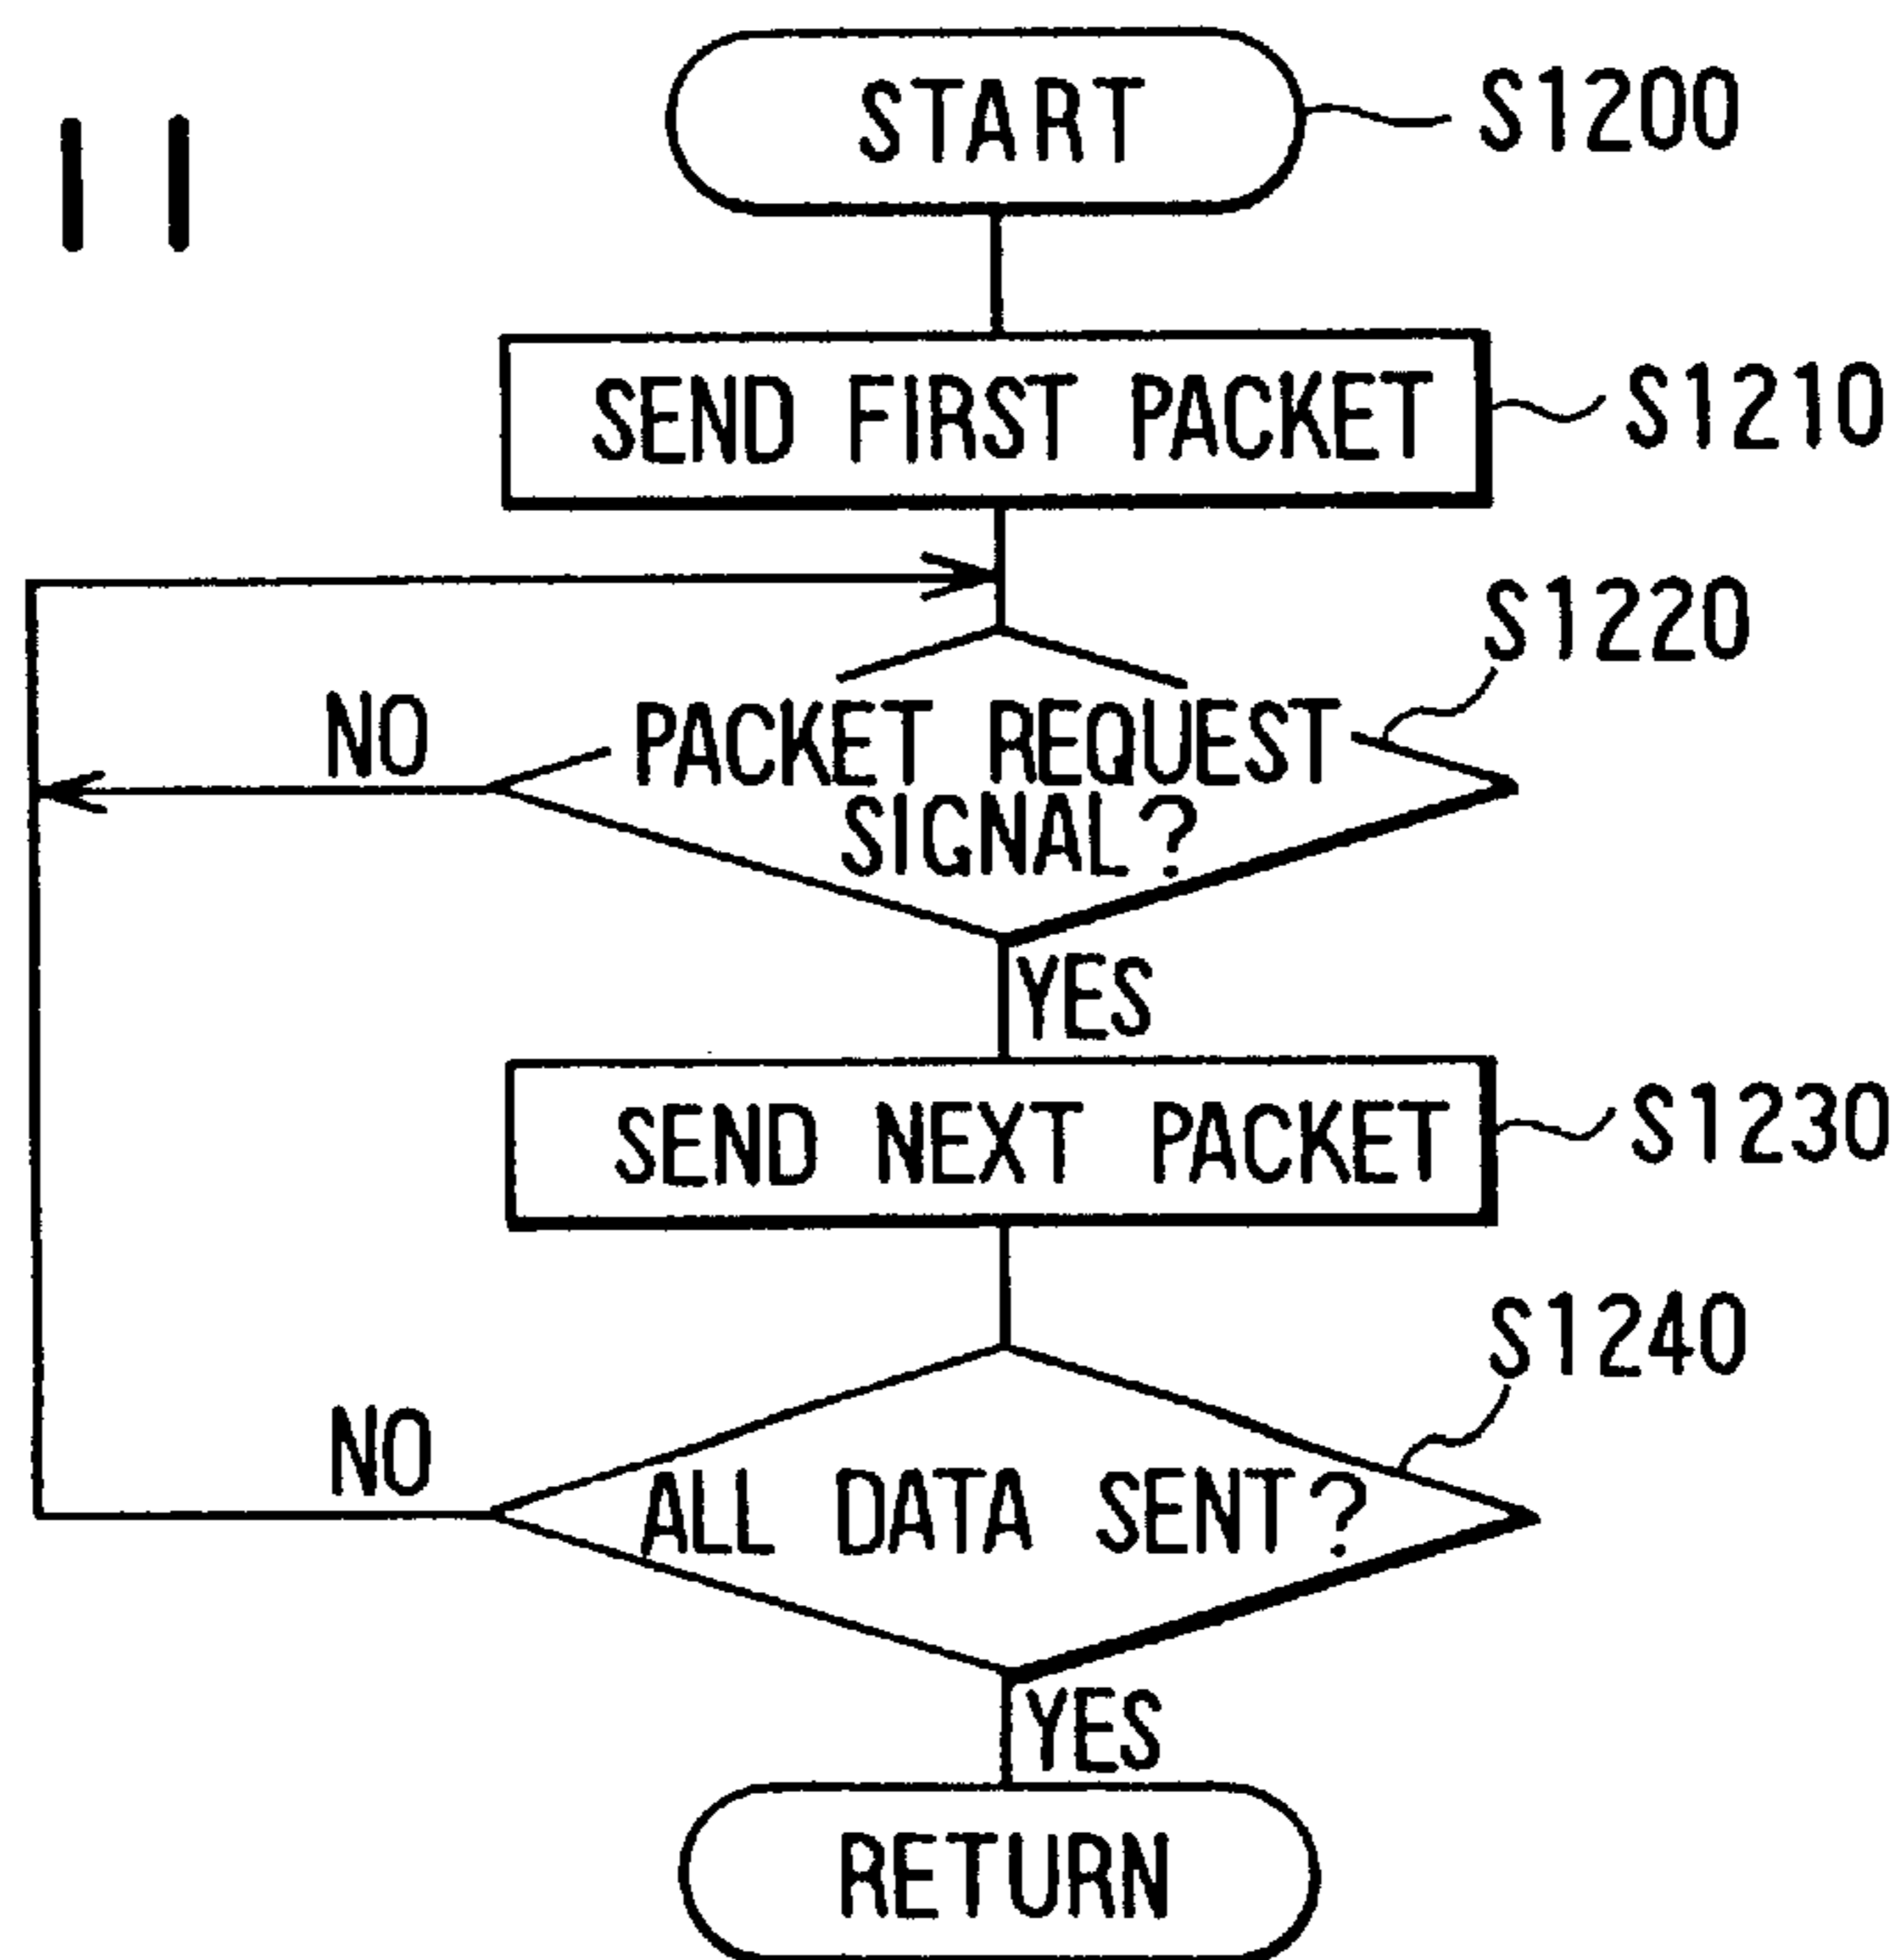 11
START
S1200
SEND FIRST PACKET
S1210
S1220
NO
PACKET REQUEST
SIGNAL?
YES
SEND NEXT PACKET
S1230
S1240
NO
ALL DATA SENT?
YES
RETURN